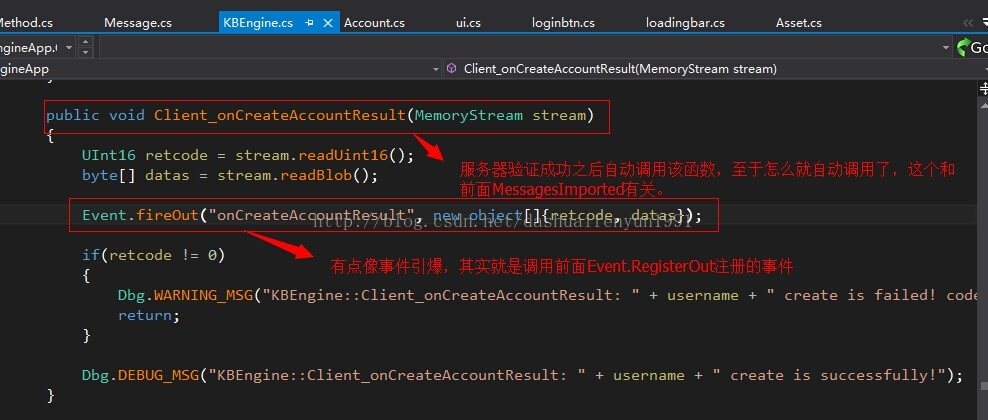 Method.cs Message.cs KBEngine.cs Account.cs ui.cs loginbtn.cs loadingbar.cs Asset.cs
Go
ngineApp Client_onCreateAccountResult(MemoryStream stream)
public void Client_onCreateAccountResult(MemoryStream stream)
{
UInt16 retcode = stream.readUint16();
byte[] datas = stream.readBlob();
服务器验证成功之后自动调用该函数，至于怎么就自动调用了，这个和
前面MessagesImported有关。
Event.fireOut("onCreateAccountResult", new object[]{retcode, datas});
if(retcode != 0)
有点像事件引爆，其实就是调用前面Event.RegisterOut注册的事件
{
Dbg.WARNING_MSG("KBEngine::Client_onCreateAccountResult: " + username + " create is failed! code
return;
}
Dbg.DEBUG_MSG("KBEngine::Client_onCreateAccountResult: " + username + " create is successfully!");
}